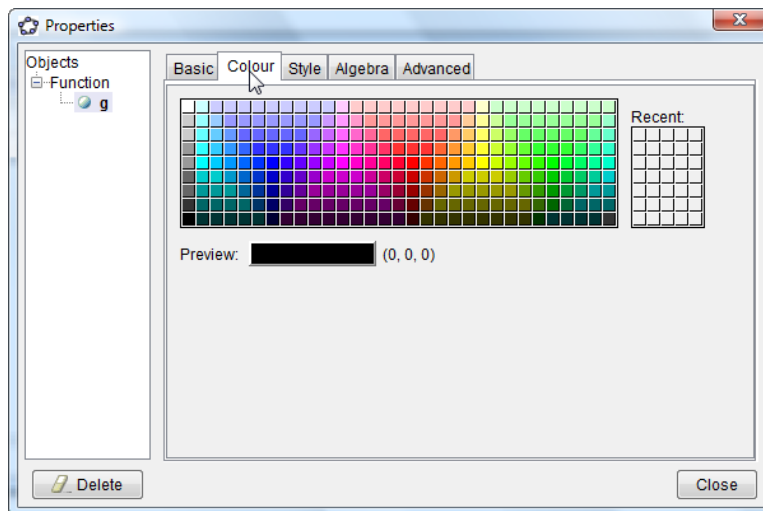 Properties
Objects
Function
g
Basic Colour Style Algebra Advanced
Recent:
Preview: (0, 0, 0)
Delete
Close